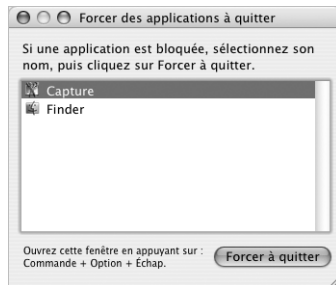 Forcer des applications à quitter
Si une application est bloquée, sélectionnez son
nom, puis cliquez sur Forcer à quitter.
Capture
Finder
Ouvrez cette fenêtre en appuyant sur :
Commande + Option + Échap.
Forcer à quitter